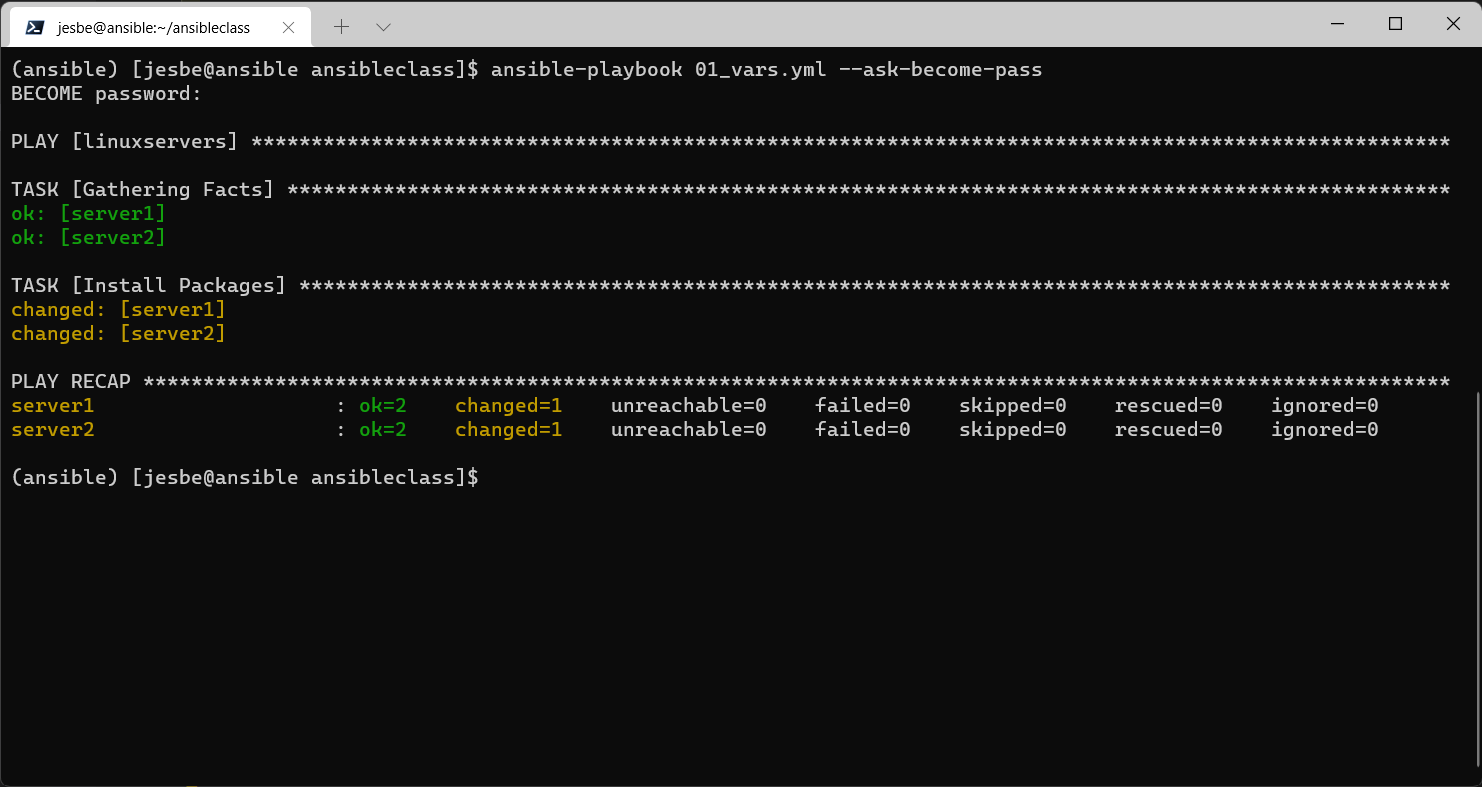 jesbe@ansible:~/ansibleclass
(ansible) [jesbe@ansible ansibleclass]$ ansible-playbook 01_vars.yml --ask-become-pass
BECOME password:
PLAY [linuxservers] ****************************************************************************************************
TASK [Gathering Facts] *************************************************************************************************
ok: [server1]
ok: [server2]
TASK [Install Packages] ************************************************************************************************
changed: [server1]
changed: [server2]
PLAY RECAP *************************************************************************************************************
server1                    : ok=2    changed=1    unreachable=0    failed=0    skipped=0    rescued=0    ignored=0
server2                    : ok=2    changed=1    unreachable=0    failed=0    skipped=0    rescued=0    ignored=0
(ansible) [jesbe@ansible ansibleclass]$